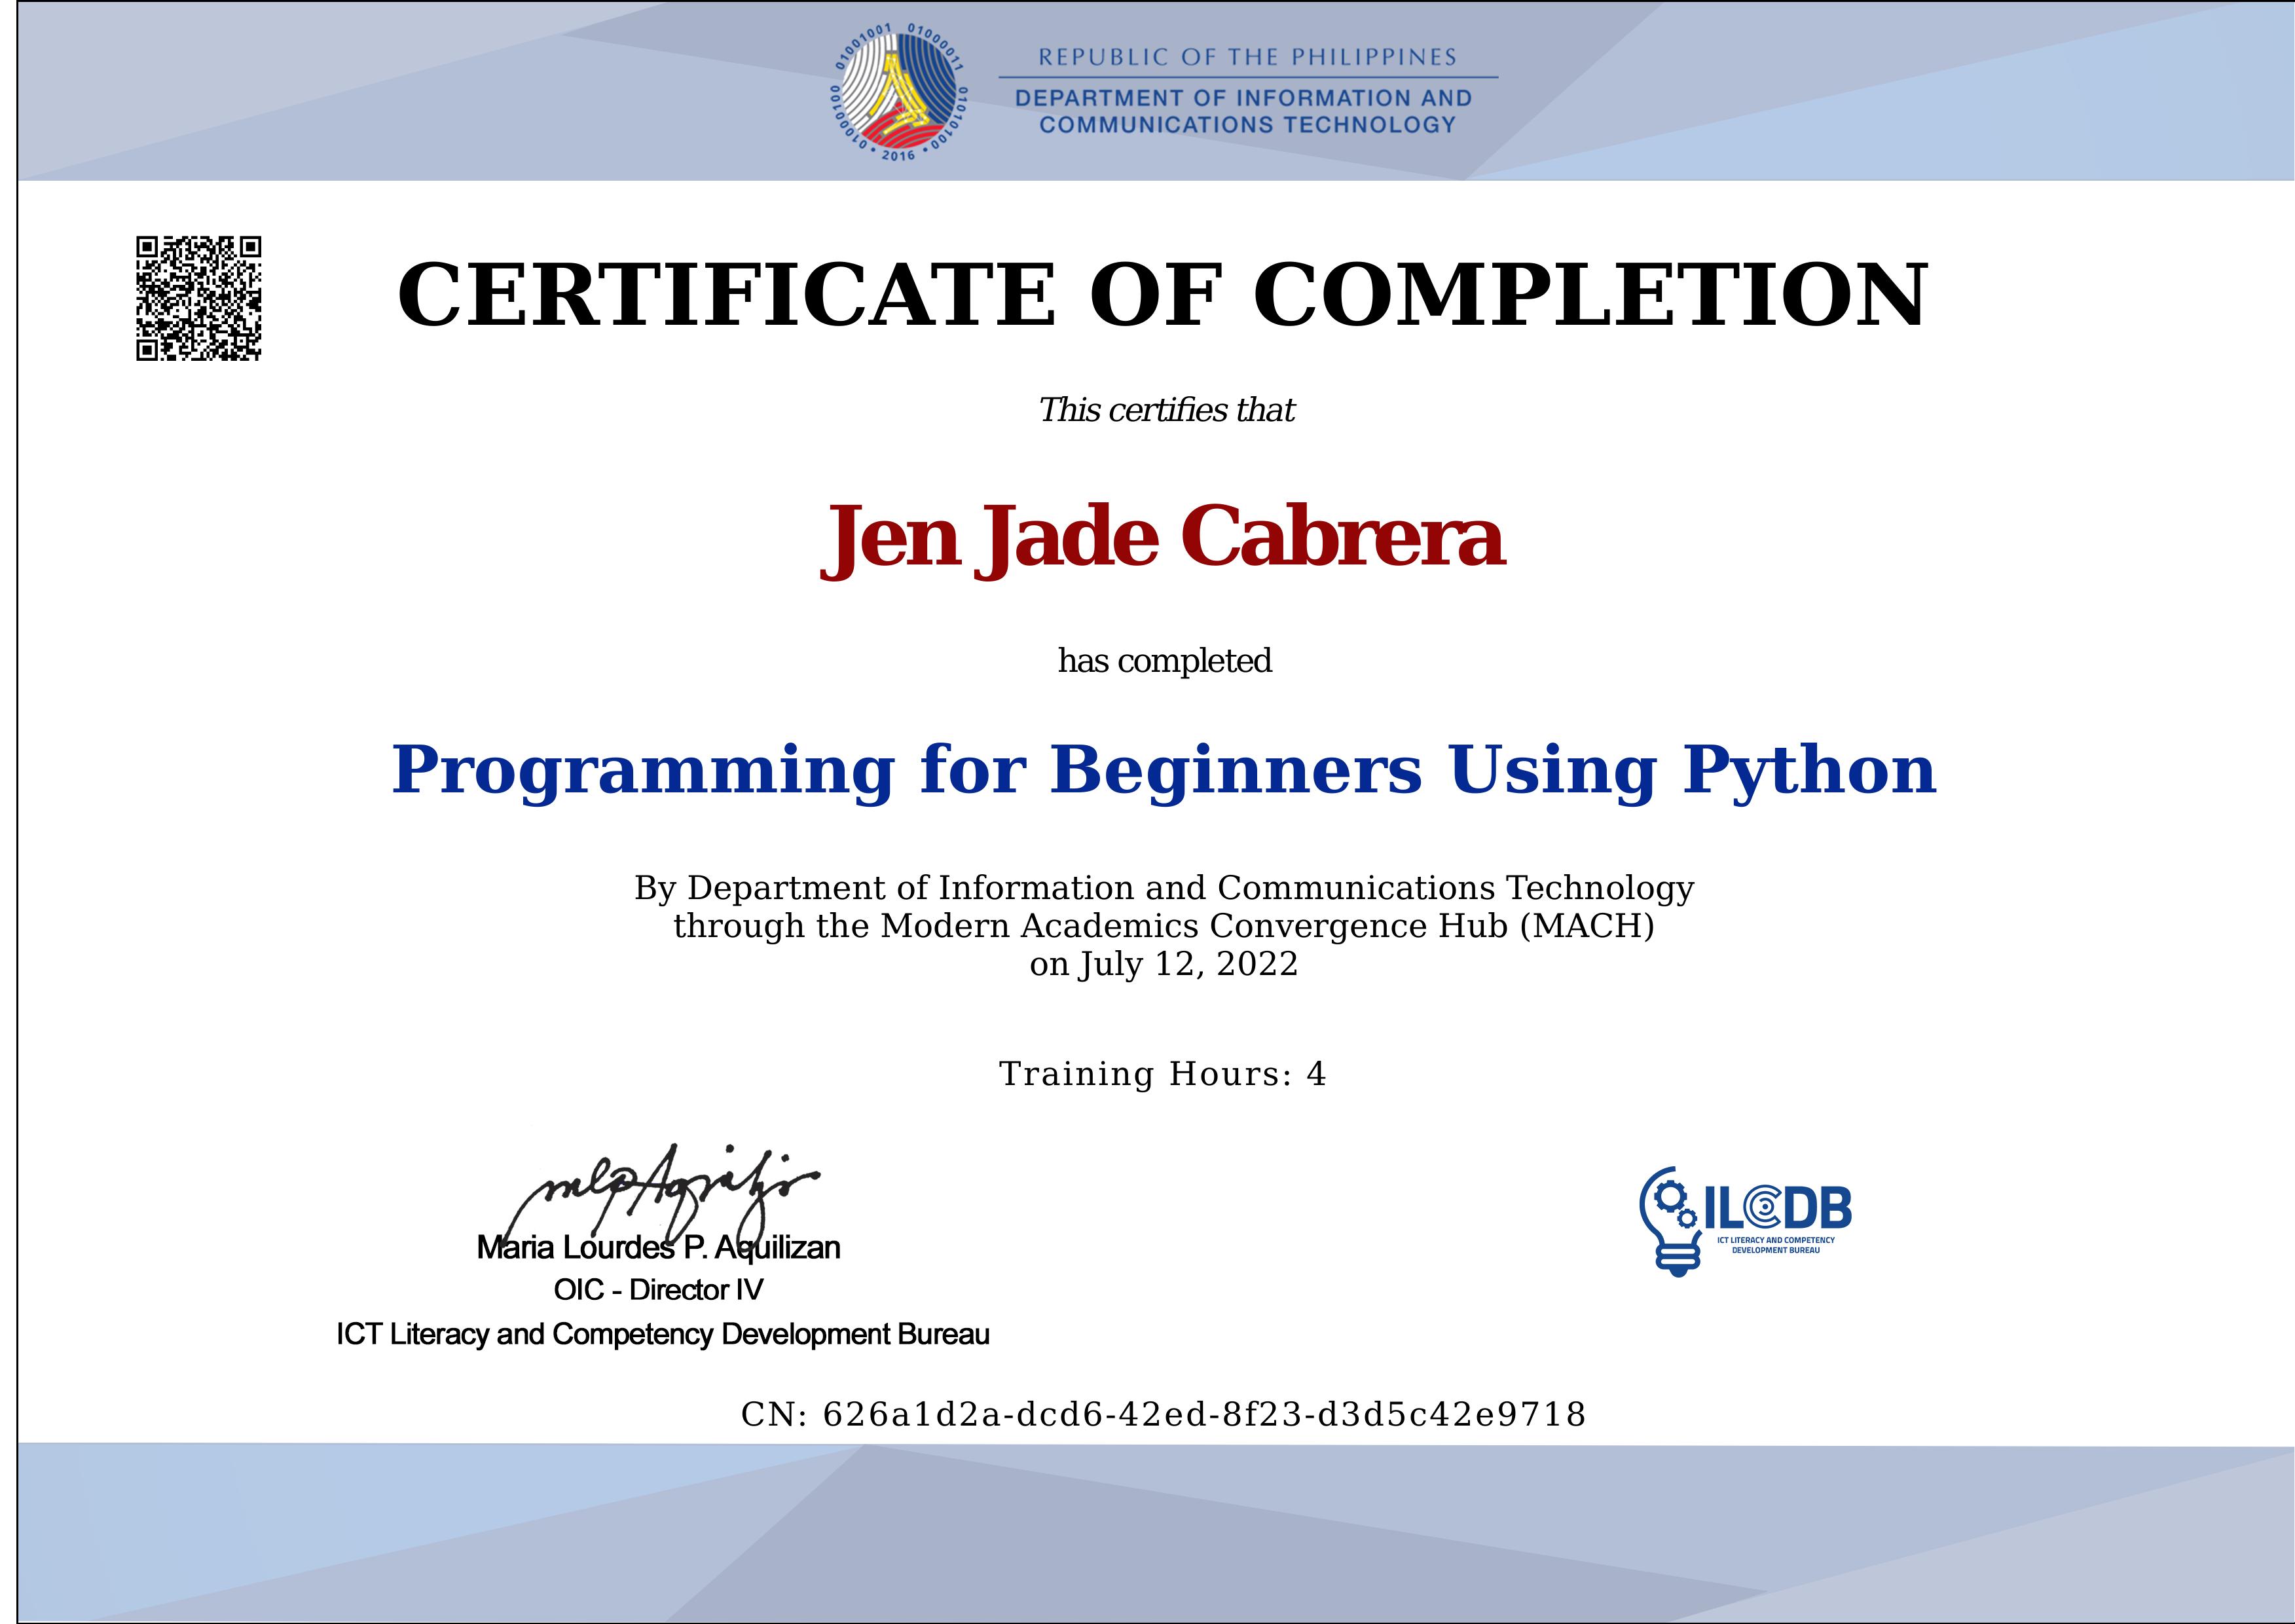 01001001 01000011 01010100 • 2016 • 01000100
REPUBLIC OF THE PHILIPPINES
DEPARTMENT OF INFORMATION AND
COMMUNICATIONS TECHNOLOGY
CERTIFICATE OF COMPLETION
This certifies that
Jen Jade Cabrera
has completed
Programming for Beginners Using Python
By Department of Information and Communications Technology
through the Modern Academics Convergence Hub (MACH)
on July 12, 2022
Training Hours: 4
Maria Lourdes P. Aquilizan
OIC - Director IV
ICT Literacy and Competency Development Bureau
ILCDB
ICT LITERACY AND COMPETENCY
DEVELOPMENT BUREAU
CN: 626a1d2a-dcd6-42ed-8f23-d3d5c42e9718